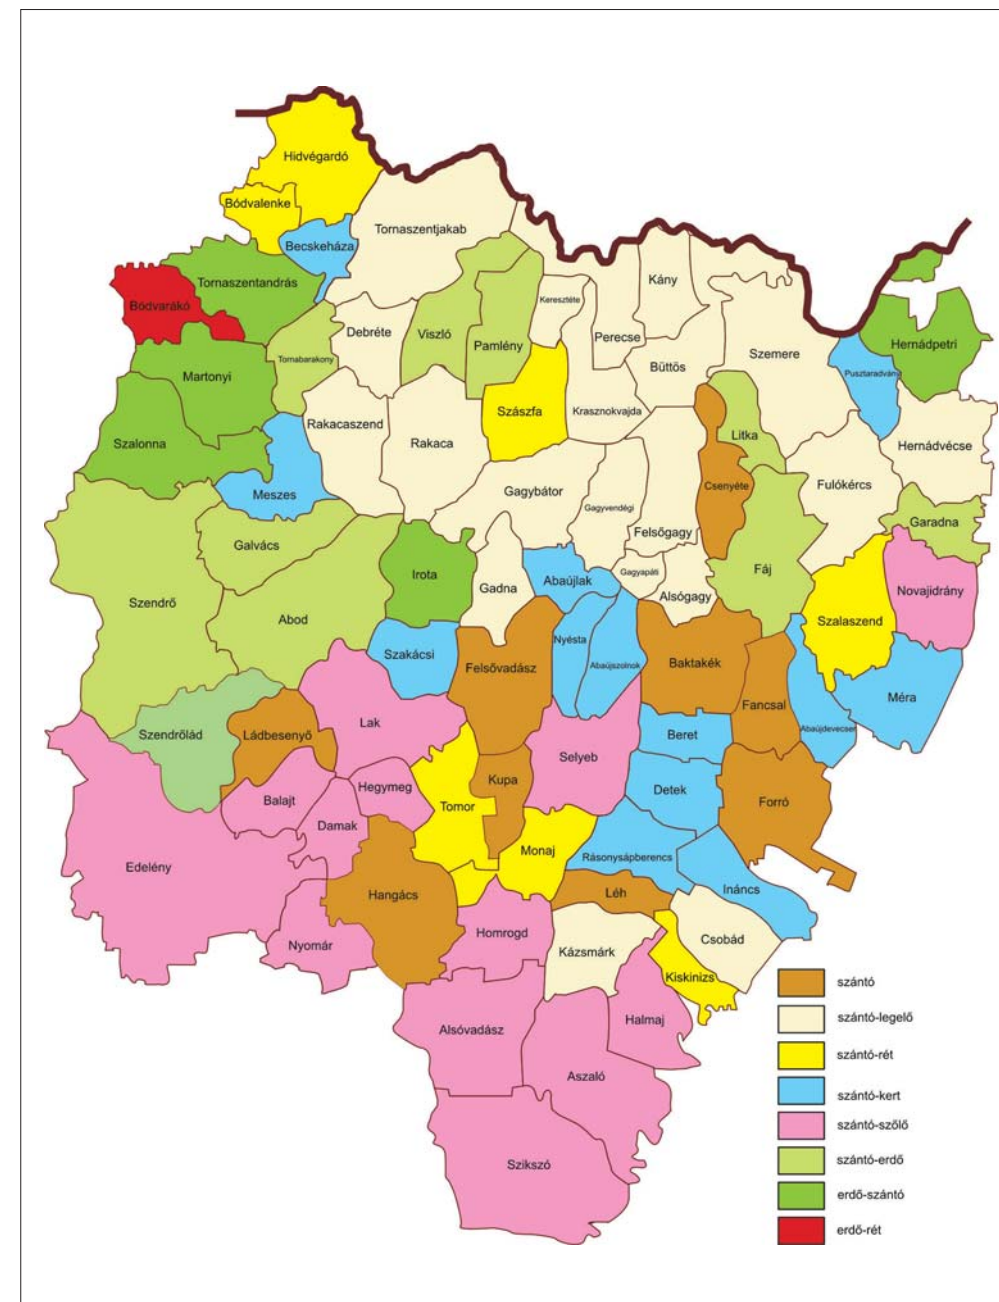 Hidvégardó
Bódvalenke
Becskeháza
Tornaszentjakab
Tornaszentandrás
Bódvarákó
Kány
Keresztéte
Perecse
Debréte
Viszló
Pamlény
Tornabarakony
Martonyi
Büttös
Szemere
Hernádpetri
Pusztaradvány
Szászfa
Krasznokvajda
Rakacaszend
Rakaca
Szalonna
Litka
Hernádvécse
Meszes
Gagybátor
Csenyéte
Fulókércs
Gagyvendégi
Felsőgagy
Garadna
Galvács
Irota
Gadna
Abaújlak
Gagyapáti
Alsógagy
Fáj
Novajidrány
Szendrő
Abod
Szalaszend
Szakácsi
Felsővadász
Nyésta
Abaújszolnok
Baktakék
Fancsal
Méra
Abaújdevecser
Szendrőlád
Ládbesenyő
Lak
Beret
Selyeb
Hegymeg
Kupa
Detek
Forró
Balajt
Tomor
Damak
Monaj
Rásonysápberencs
Edelény
Hangács
Léh
Ináncs
Nyomár
Homrogd
Kázsmárk
Csobád
Kiskinizs
Alsóvadász
Halmaj
Aszaló
Szikszó
szántó
szántó-legelő
szántó-rét
szántó-kert
szántó-szőlő
szántó-erdő
erdő-szántó
erdő-rét